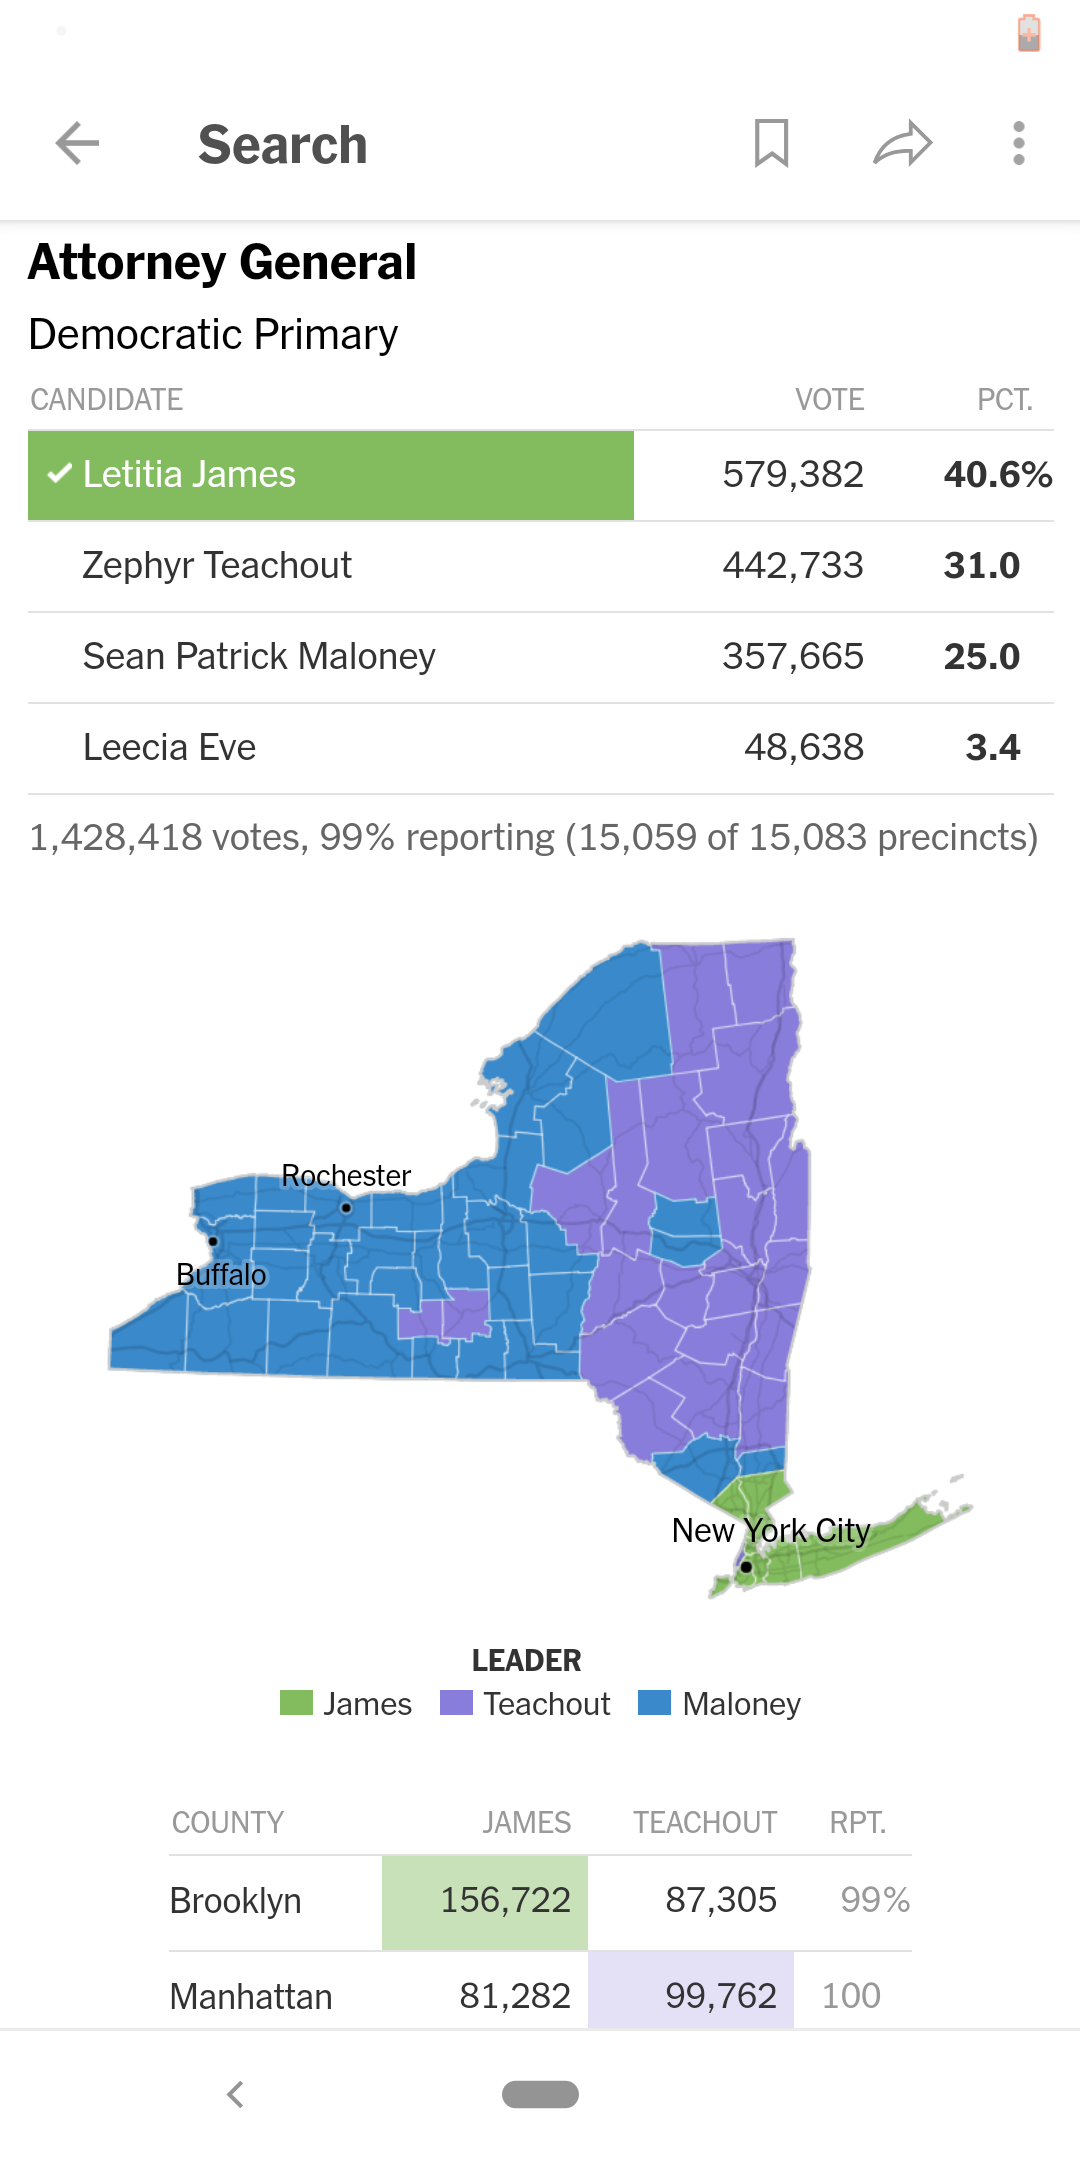 Search
Attorney General
Democratic Primary
CANDIDATE VOTE PCT.
Letitia James 579,382 40.6%
Zephyr Teachout 442,733 31.0
Sean Patrick Maloney 357,665 25.0
Leecia Eve 48,638 3.4
1,428,418 votes, 99% reporting (15,059 of 15,083 precincts)
Rochester
Buffalo
New York City
LEADER
James Teachout Maloney
COUNTY JAMES TEACHOUT RPT.
Brooklyn 156,722 87,305 99%
Manhattan 81,282 99,762 100